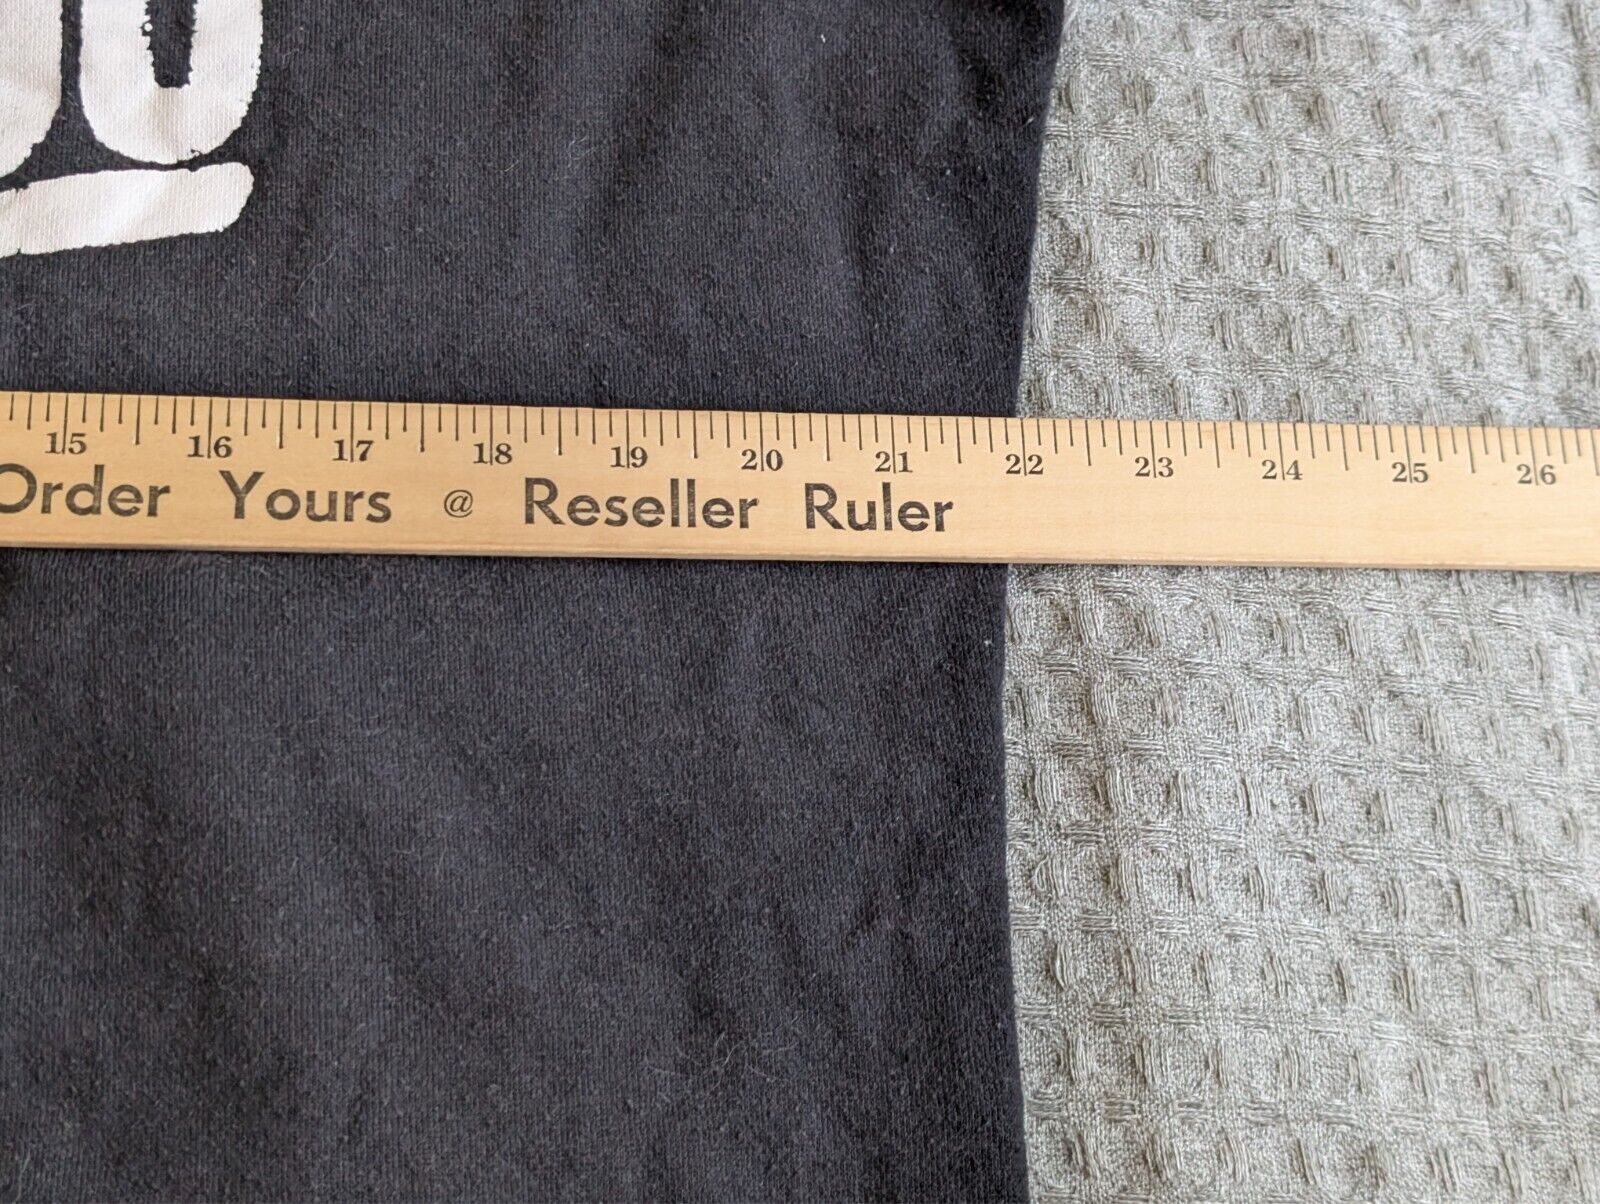 15 16 17 18 19 20 21 22 23 24 25 26
Order Yours @ Reseller Ruler